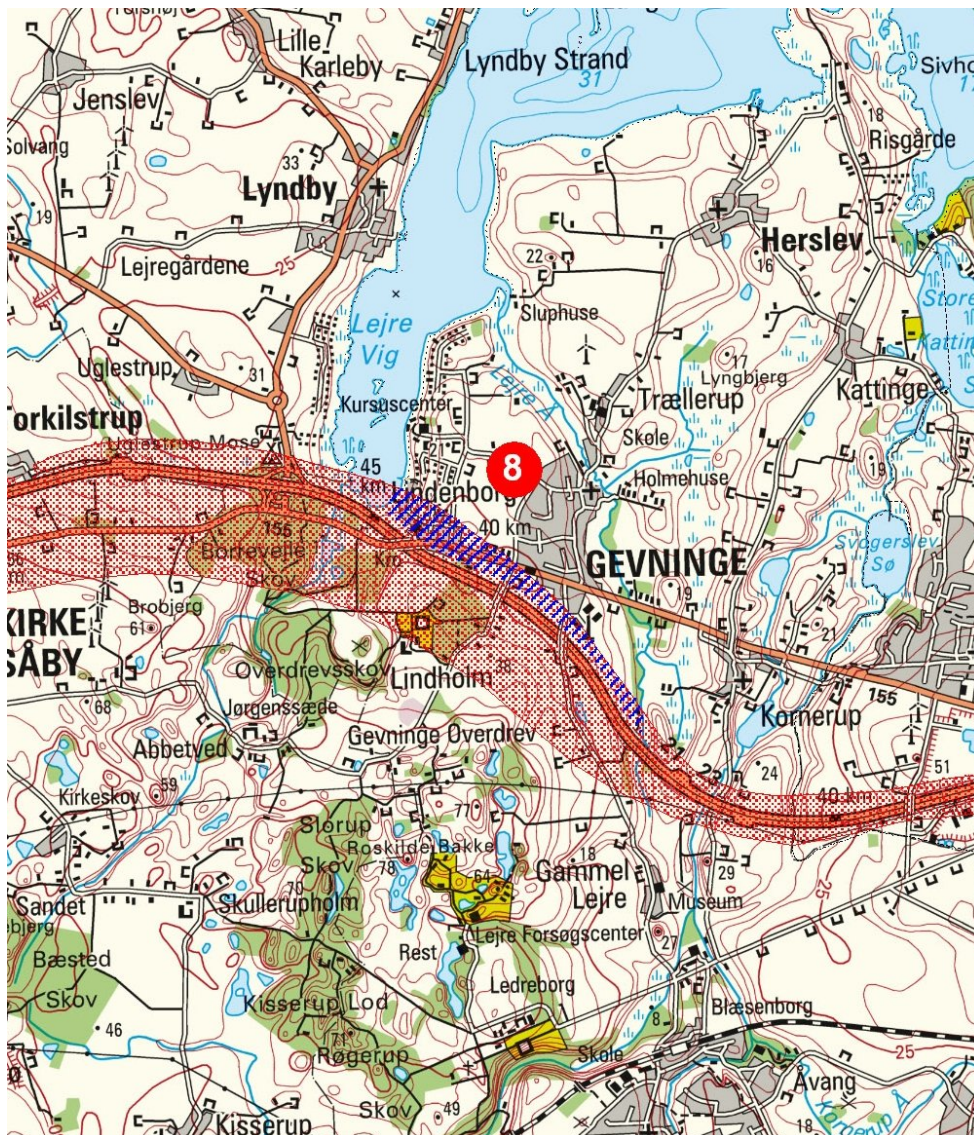 Lille
Karleby
Lyndby Strand
31
Jenslev
Solvang
33
Lyndby
19
Lejregårdene
25
18
Risgårde
Herslev
16
22
Sluphuse
Lejre
Vig
Uglestrup
31
Kursuscenter
Lejre Å
17
Lyngbjerg
Trællerup
Kattinge
Skole
Torkilstrup
Uglestrup Mose
45
km
8
Lindenborg
Holmehuse
19
40 km
155
Borrevejle
Skov
Kro
GEVNINGE
Svogerslev
Sø
Brobjerg
61
KIRKE
SÅBY
19
21
Overdrevsskov
Lindholm
38
155
68
Jørgenssæde
Kornerup
Abbetved
Gevninge Overdrev
24
51
Kirkeskov
59
77
40 km
Storup
Skov
Roskilde Bakke
78
64
18
Gammel
Lejre
29
25
70
Sandet
Skullerupholm
Museum
Lejre Forsøgscenter
27
Rest
Bæsted
Skov
Kisserup Lod
Ledreborg
Blæsenborg
46
8
71
Røgerup
Skov
Skole
25
Avang
49
Kisserup
18
Kornerup Å